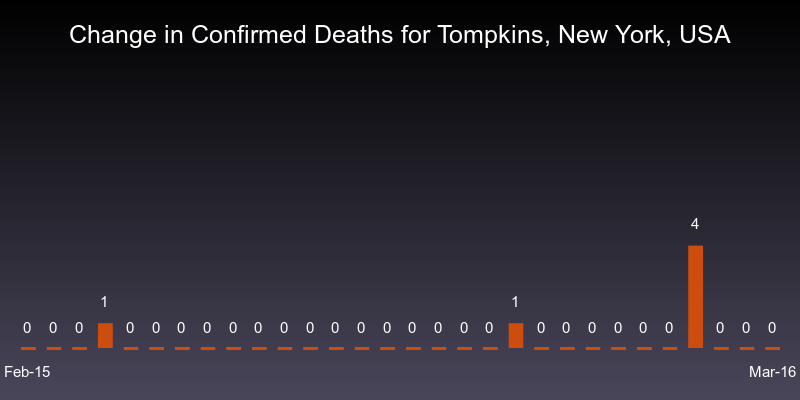 Change in Confirmed Deaths for Tompkins, New York, USA
4
1 1
0 0 0 0 0 0 0 0 0 0 0 0 0 0 0 0 0 0 0 0 0 0 0 0 0 0 0
Feb-15 Mar-16